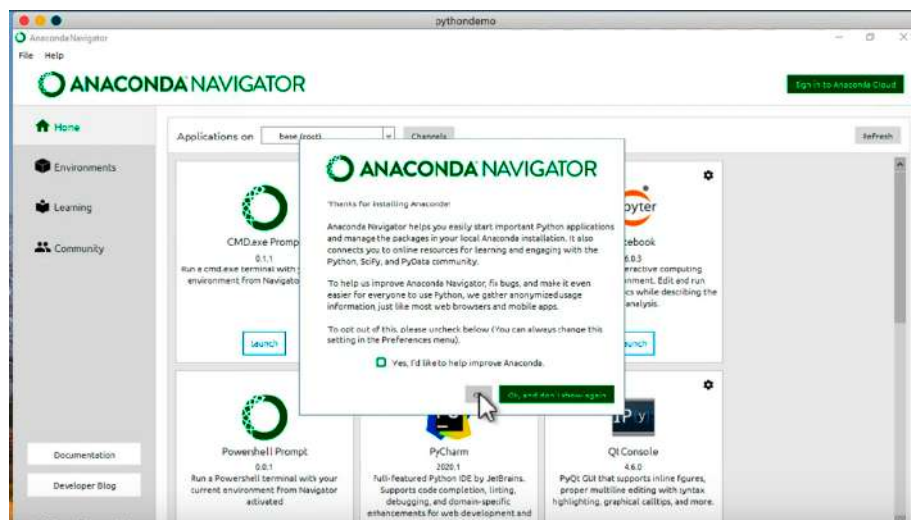 pythondemo
Anaconda Navigator
File Help
ANACONDA NAVIGATOR
Sign in to Anaconda Cloud
Home
Environments
Learning
Community
Documentation
Developer Blog
Applications on base (root) Channels
Refresh
CMD.exe Promp
0.1.1
Run a cmd.exe terminal with
environment from Navigato
Launch
ANACONDA NAVIGATOR
Thanks for installing Anaconda!
Anaconda Navigator helps you easily start important Python applications
and manage the packages in your local Anaconda installation. It also
connects you to online resources for learning and engaging with the
Python, SciPy, and PyData community.
To help us improve Anaconda Navigator, fix bugs, and make it even
easier for everyone to use Python, we gather anonymized usage
information, just like most web browsers and mobile apps.
To opt out of this, please uncheck below (You can always change this
setting in the Preferences menu).
Yes, I'd like to help improve Anaconda.
Ok, and don't show again
pyter
tebook
6.0.3
eractive computing
nment. Edit and run
cs while describing the
analysis.
aunch
Powershell Prompt
0.0.1
Run a Powershell terminal with your
current environment from Navigator
activated
PyCharm
2020.1
Full-featured Python IDE by JetBrains.
Supports code completion, linting,
debugging, and domain-specific
enhancements for web development and
IP[y]
Qt Console
4.6.0
PyQt GUI that supports inline figures,
proper multiline editing with syntax
highlighting, graphical calltips, and more.